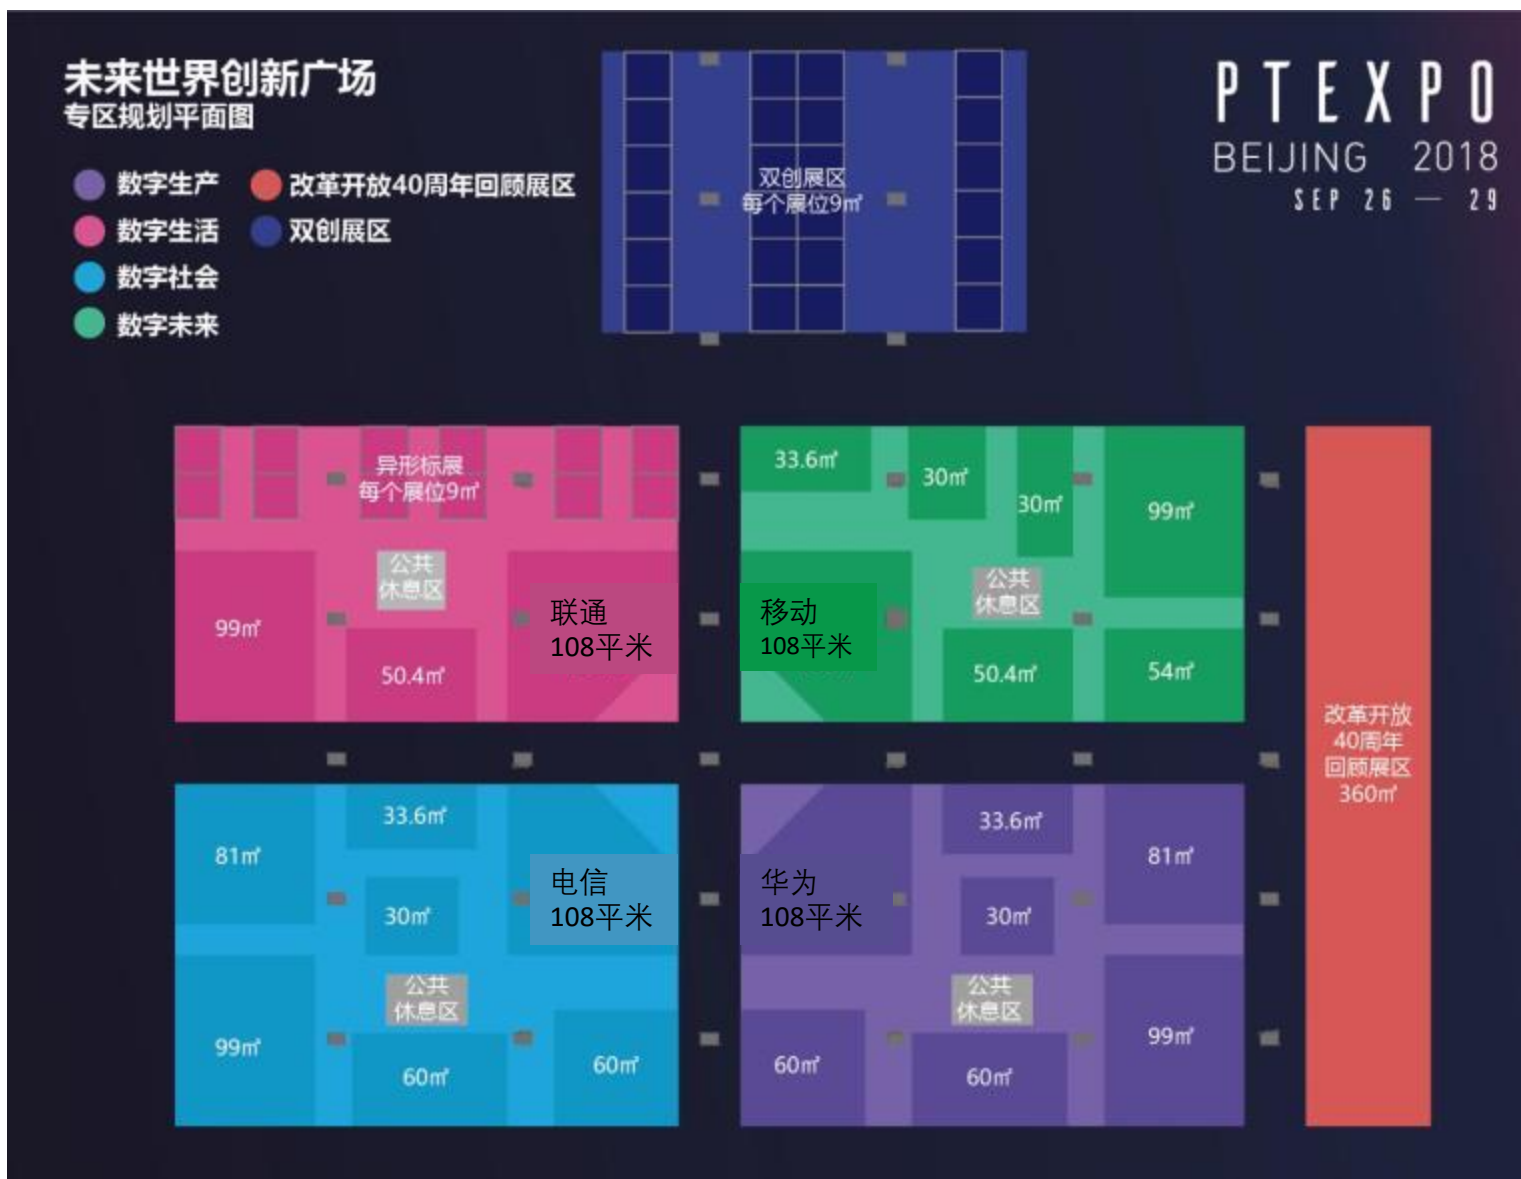 未来世界创新广场
专区规划平面图
数字生产
改革开放40周年回顾展区
数字生活
双创展区
数字社会
数字未来
PTEXPO
BEIJING 2018
SEP 26 — 29
双创展区
每个展位9㎡
异形标展
每个展位9㎡
公共
休息区
99㎡
50.4㎡
联通
108平米
33.6㎡
30㎡
30㎡
99㎡
移动
108平米
公共
休息区
50.4㎡
54㎡
改革开放
40周年
回顾展区
360㎡
81㎡
33.6㎡
30㎡
电信
108平米
公共
休息区
99㎡
60㎡
60㎡
华为
108平米
33.6㎡
81㎡
30㎡
公共
休息区
60㎡
60㎡
99㎡